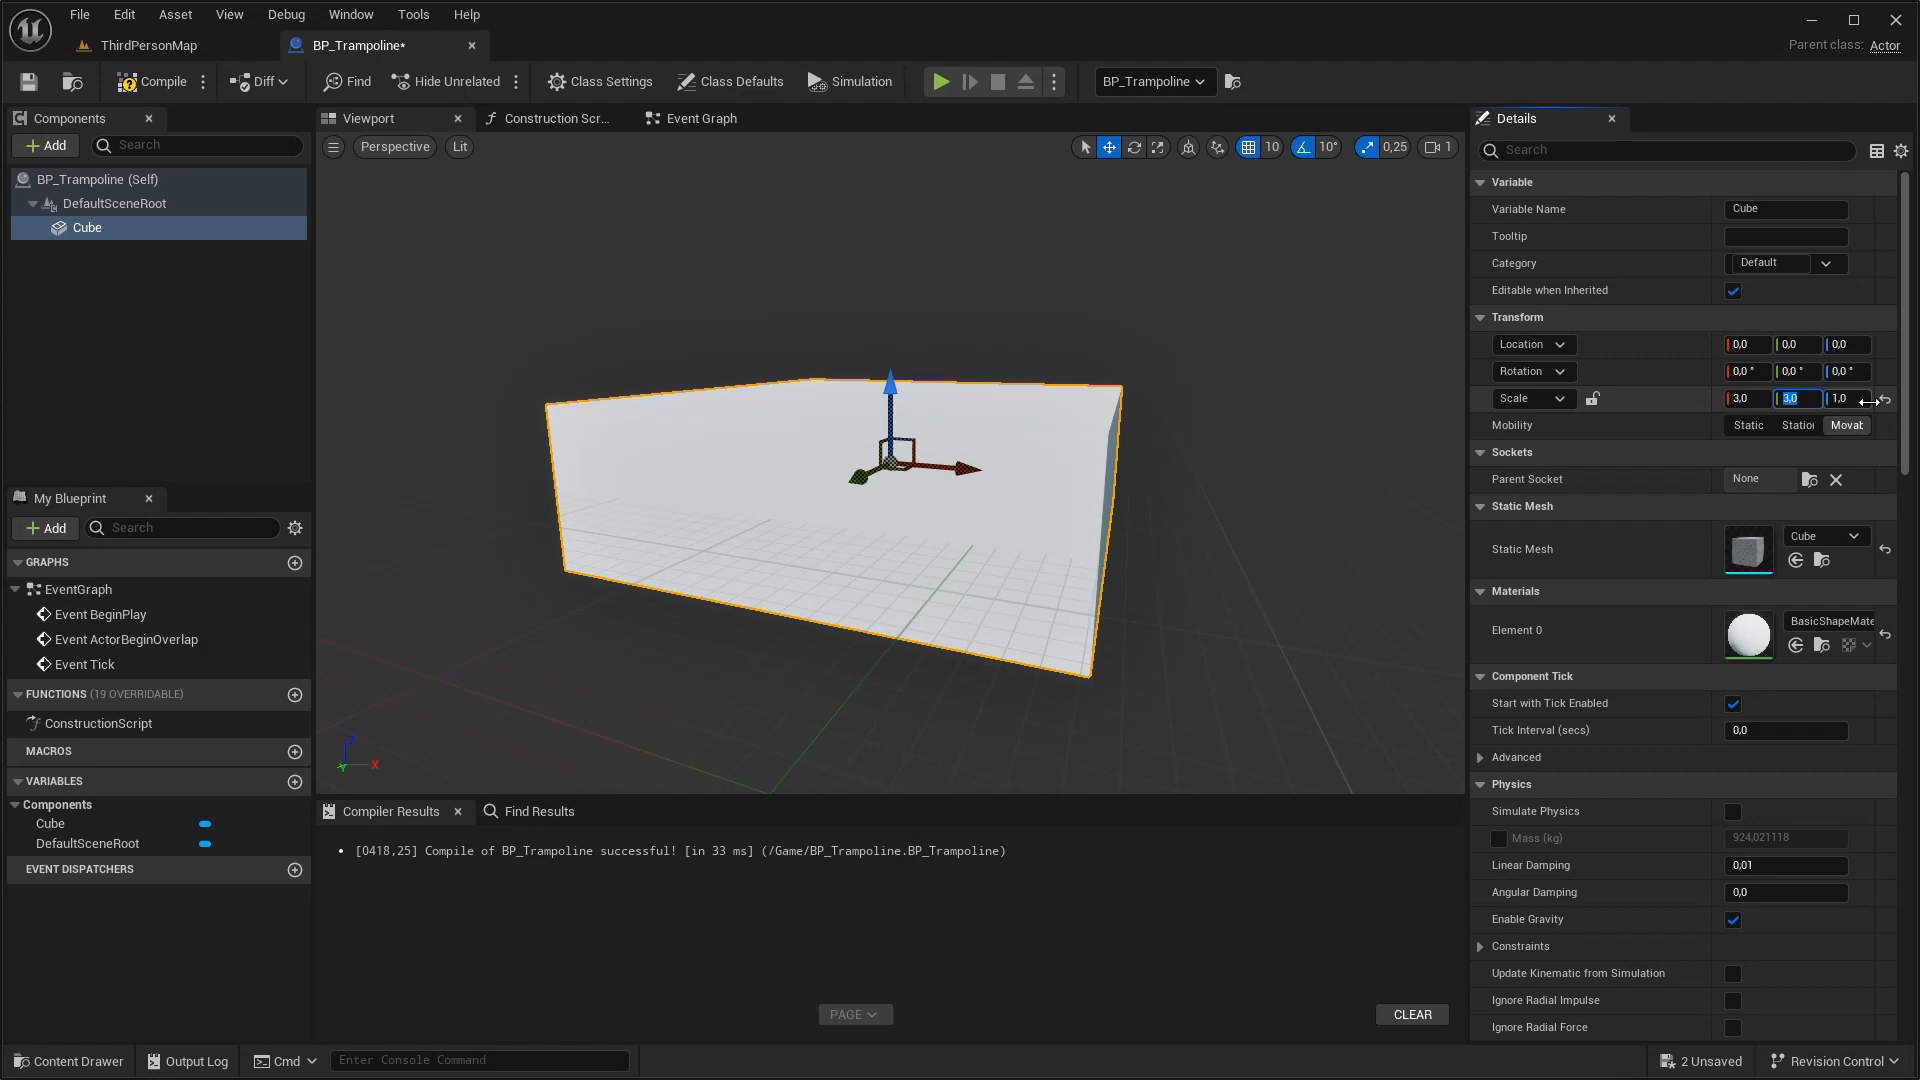 File Edit Asset View Debug Window Tools Help
ThirdPersonMap BP_Trampoline*
Parent class: Actor
Compile Diff Find Hide Unrelated Class Settings Class Defaults Simulation BP_Trampoline
Components
Add Search
BP_Trampoline (Self)
DefaultSceneRoot
Cube
My Blueprint
Add Search
GRAPHS
EventGraph
Event BeginPlay
Event ActorBeginOverlap
Event Tick
FUNCTIONS (19 OVERRIDABLE)
ConstructionScript
MACROS
VARIABLES
Components
Cube
DefaultSceneRoot
EVENT DISPATCHERS
Viewport Construction Scr... Event Graph
Perspective Lit 10 10° 0,25 1
Z
X
Y
Compiler Results Find Results
• [0418,25] Compile of BP_Trampoline successful! [in 33 ms] (/Game/BP_Trampoline.BP_Trampoline)
PAGE CLEAR
Details
Search
Variable
Variable Name Cube
Tooltip
Category Default
Editable when Inherited
Transform
Location 0,0 0,0 0,0
Rotation 0,0 ° 0,0 ° 0,0 °
Scale 3,0 3,0 1,0
Mobility Static Station Movab
Sockets
Parent Socket None
Static Mesh
Static Mesh Cube
Materials
Element 0 BasicShapeMate
Component Tick
Start with Tick Enabled
Tick Interval (secs) 0,0
Advanced
Physics
Simulate Physics
Mass (kg) 924,021118
Linear Damping 0,01
Angular Damping 0,0
Enable Gravity
Constraints
Update Kinematic from Simulation
Ignore Radial Impulse
Ignore Radial Force
Content Drawer Output Log Cmd Enter Console Command 2 Unsaved Revision Control